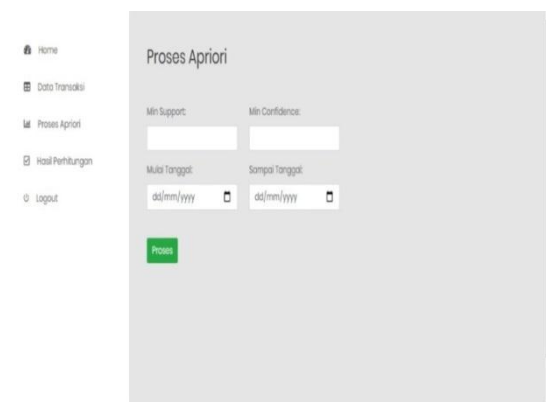 Home
Data Transaksi
Proses Apriori
Hasil Perhitungan
Logout
Proses Apriori
Min Support:
Min Confidence:
Mulai Tanggal:
Sampai Tanggal:
dd/mm/yyyy
dd/mm/yyyy
Proses